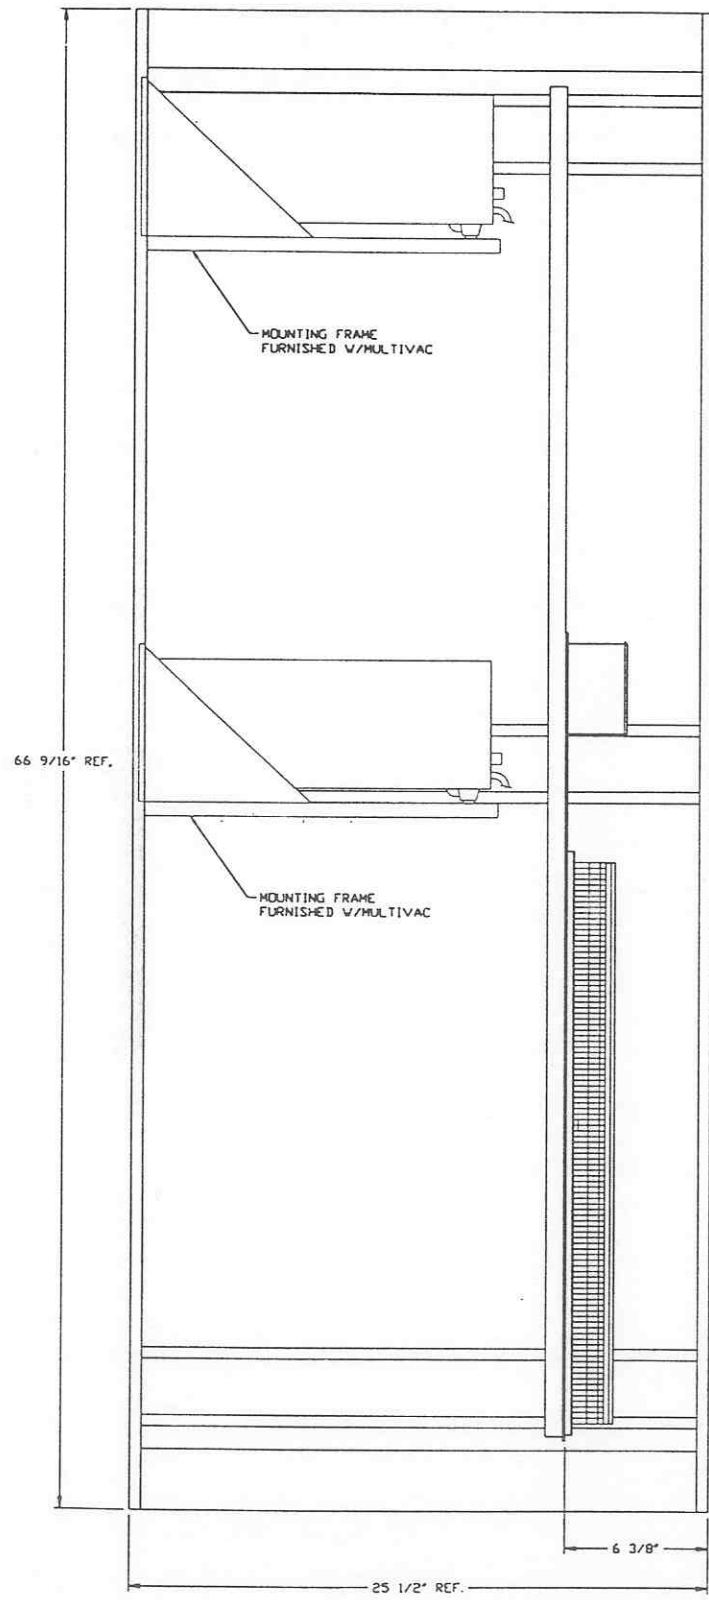 MOUNTING FRAME
FURNISHED W/MULTIVAC
66 9/16" REF.
MOUNTING FRAME
FURNISHED W/MULTIVAC
6 3/8"
25 1/2" REF.